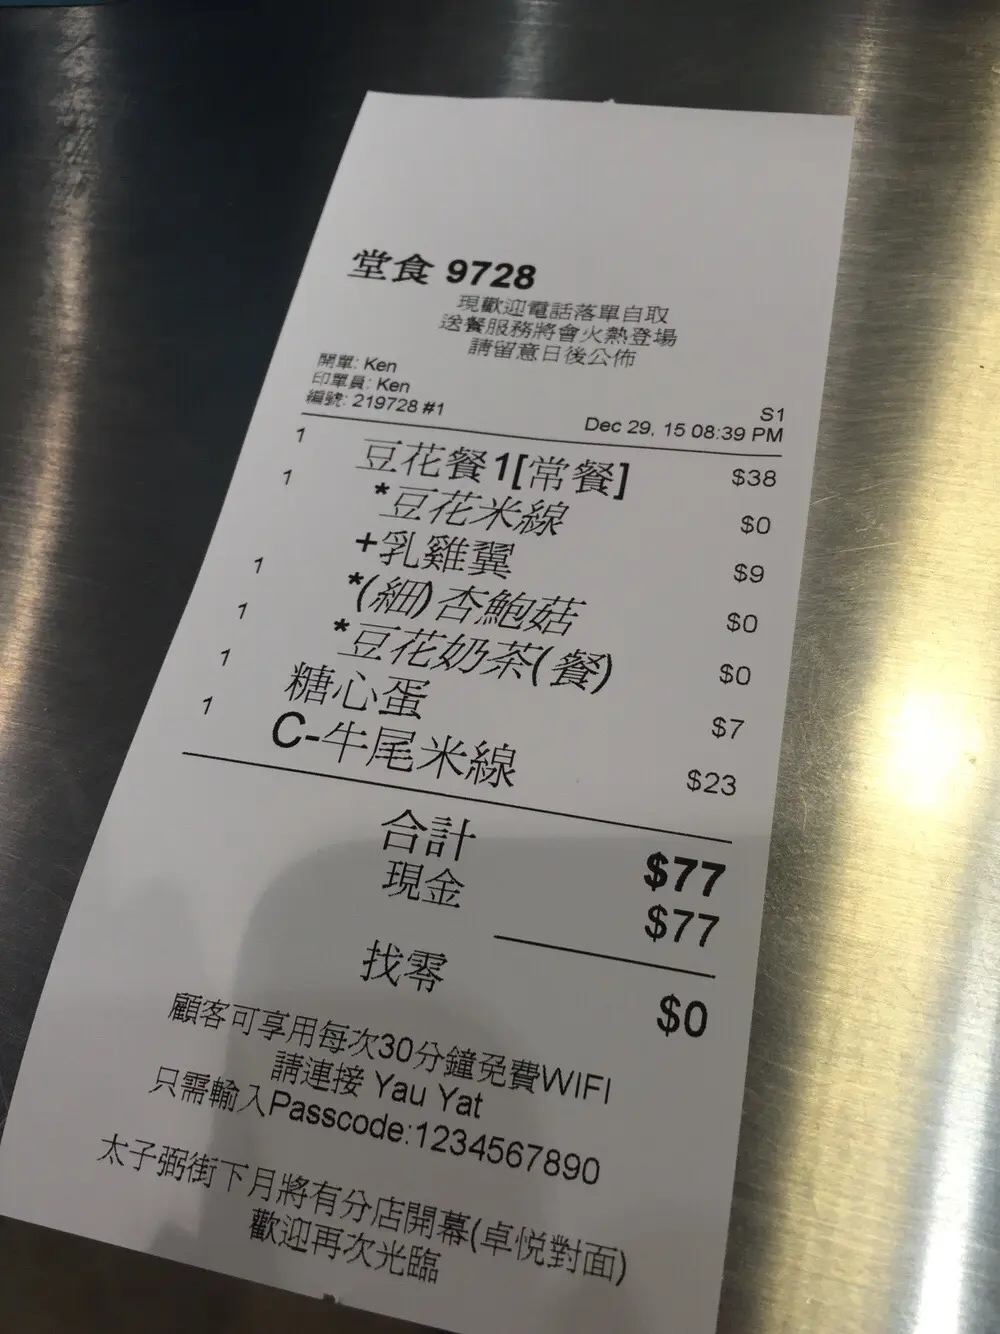 堂食 9728
現歡迎電話落單自取
送餐服務將會火熱登場
請留意日後公佈
開單: Ken
印單員: Ken
編號: 219728 #1
S1
Dec 29, 15 08:39 PM
1 豆花餐1[常餐] $38
1 *豆花米線 $0
+乳雞翼 $9
1 *(細)杏鮑菇 $0
1 *豆花奶茶(餐) $0
1 糖心蛋 $7
1 C-牛尾米線 $23
合計 $77
現金 $77
找零 $0
顧客可享用每次30分鐘免費WIFI
請連接 Yau Yat
只需輸入Passcode:1234567890
太子弼街下月將有分店開幕(卓悅對面)
歡迎再次光臨